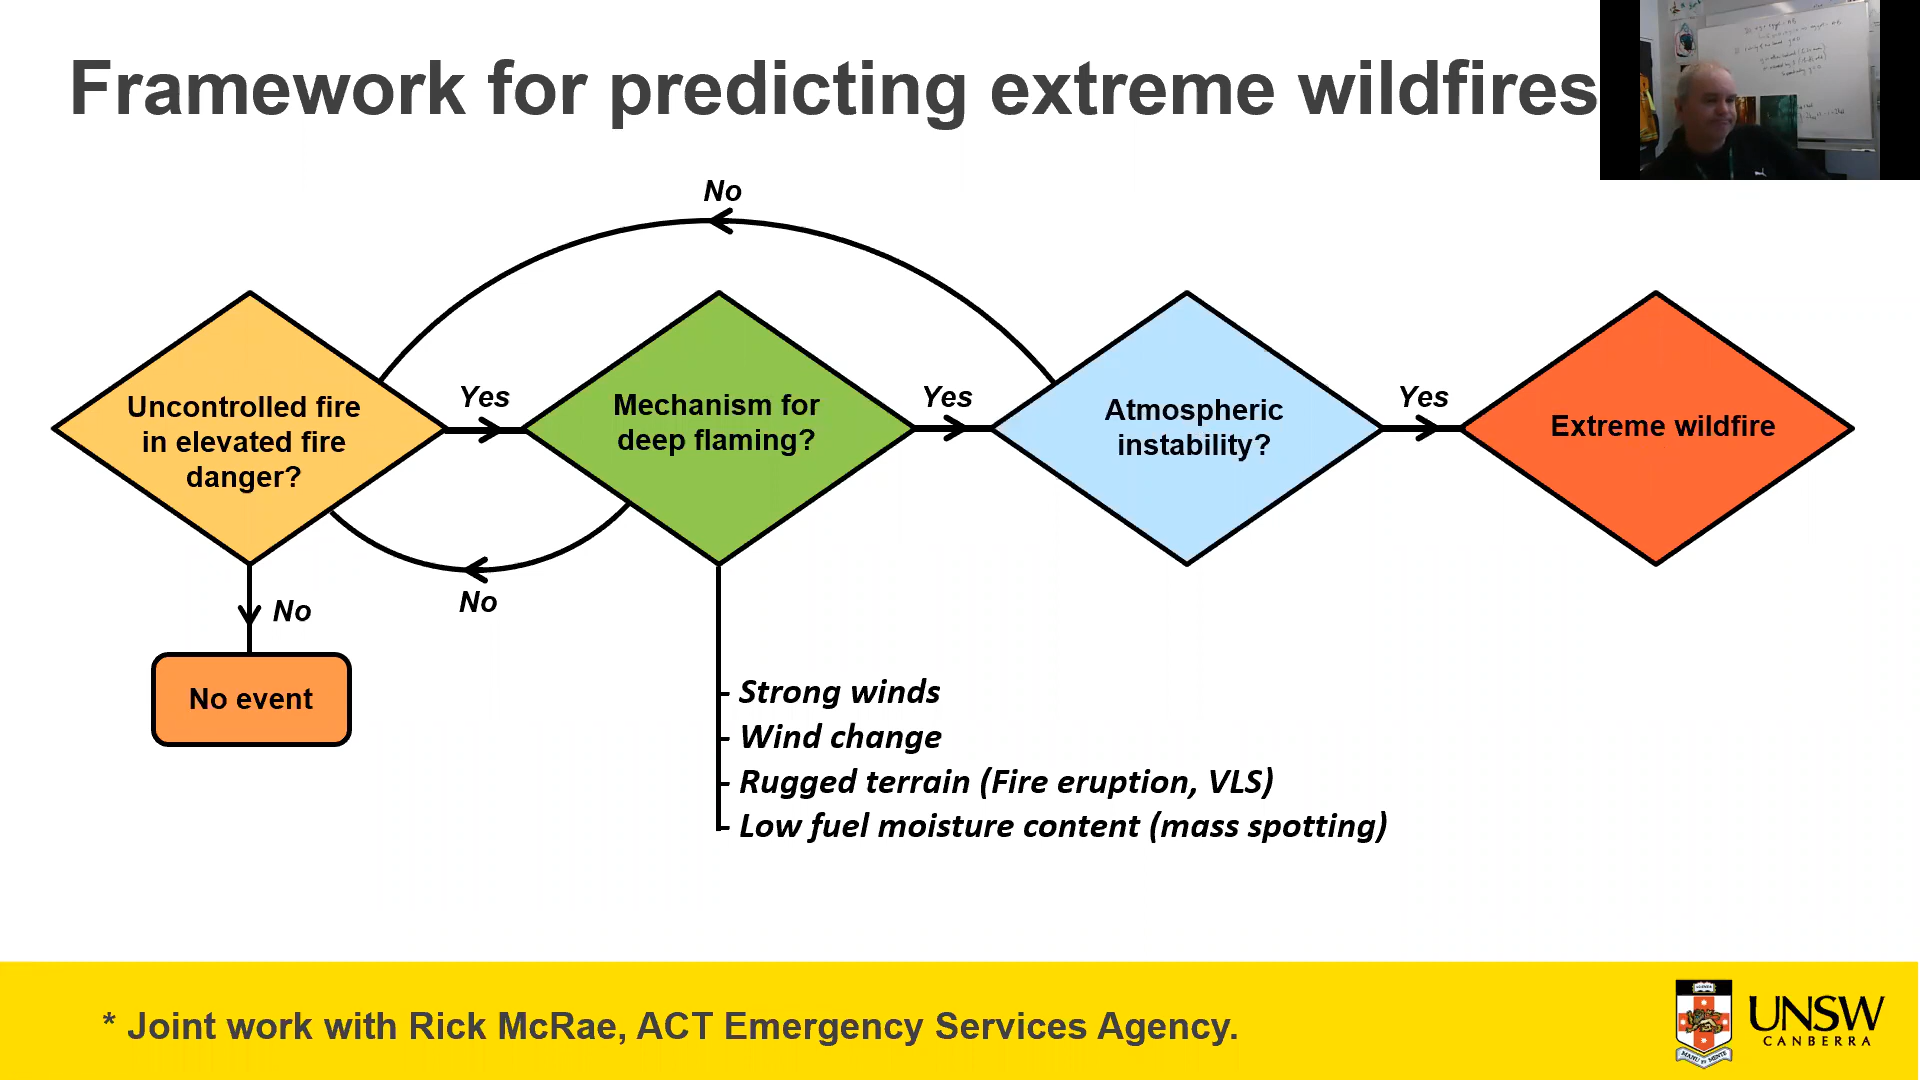 Framework for predicting extreme wildfires
No
Uncontrolled fire
in elevated fire
danger?
Yes
Mechanism for
deep flaming?
Yes
Atmospheric
instability?
Yes
Extreme wildfire
No
No
No event
- Strong winds
- Wind change
- Rugged terrain (Fire eruption, VLS)
- Low fuel moisture content (mass spotting)
* Joint work with Rick McRae, ACT Emergency Services Agency.
UNSW
CANBERRA